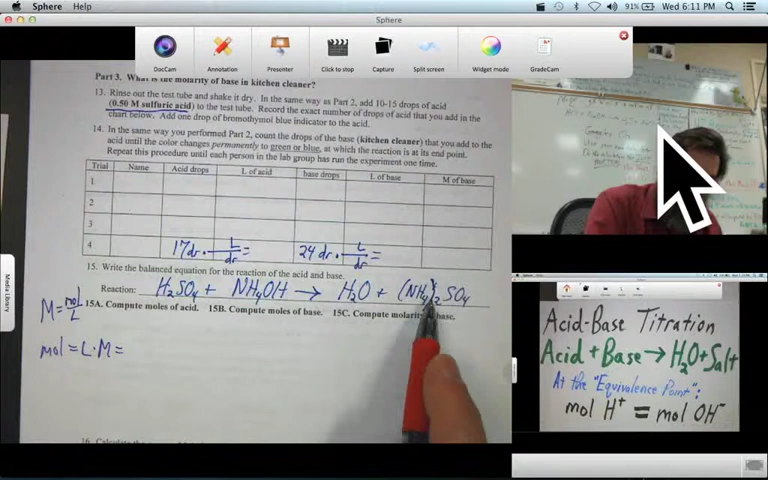 Sphere Help
91% Wed 6:11 PM
Sphere
DocCam Annotation Presenter Click to stop Capture Split screen Widget mode GradeCam
Part 3. What is the molarity of base in kitchen cleaner?
13. Rinse out the test tube and shake it dry. In the same way as Part 2, add 10-15 drops of acid
(0.50 M sulfuric acid) to the test tube. Record the exact number of drops of acid that you add in the
chart below. Add one drop of bromothymol blue indicator to the acid.
14. In the same way you performed Part 2, count the drops of the base (kitchen cleaner) that you add to the
acid until the color changes permanently to green or blue, at which the reaction is at its end point.
Repeat this procedure until each person in the lab group has run the experiment one time.
Trial Name Acid drops L of acid base drops L of base M of base
1
2
3
4 17dr · L/dr = 24 dr · L/dr =
15. Write the balanced equation for the reaction of the acid and base.
Reaction: H₂SO₄ + NH₄OH → H₂O + (NH₄)₂SO₄
M = mol/L
15A. Compute moles of acid. 15B. Compute moles of base. 15C. Compute molarity base.
mol = L·M =
16. Calculate the
Media Library
Acid-Base Titration
Acid + Base → H₂O + Salt
At the "Equivalence Point":
mol H⁺ = mol OH⁻